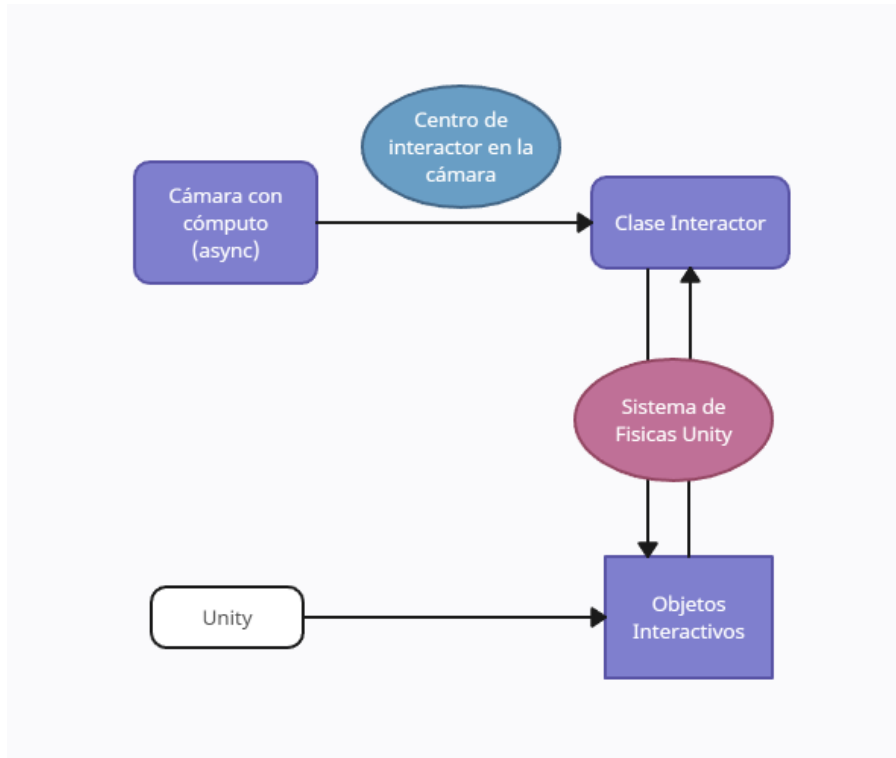 Centro de
interactor en la
cámara
Cámara con
cómputo
(async)
Clase Interactor
Sistema de
Fisicas Unity
Unity
Objetos
Interactivos